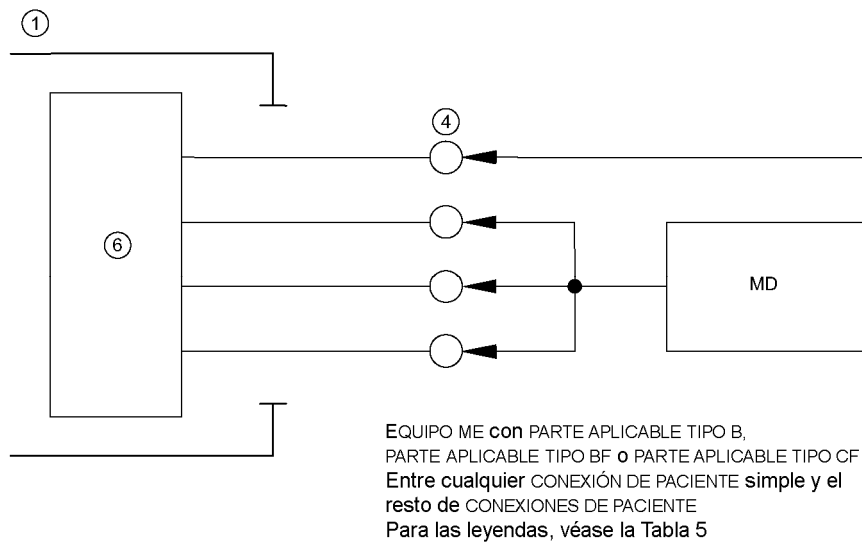 ①
④
⑥
MD
EQUIPO ME con PARTE APLICABLE TIPO B,
PARTE APLICABLE TIPO BF o PARTE APLICABLE TIPO CF
Entre cualquier CONEXIÓN DE PACIENTE simple y el
resto de CONEXIONES DE PACIENTE
Para las leyendas, véase la Tabla 5